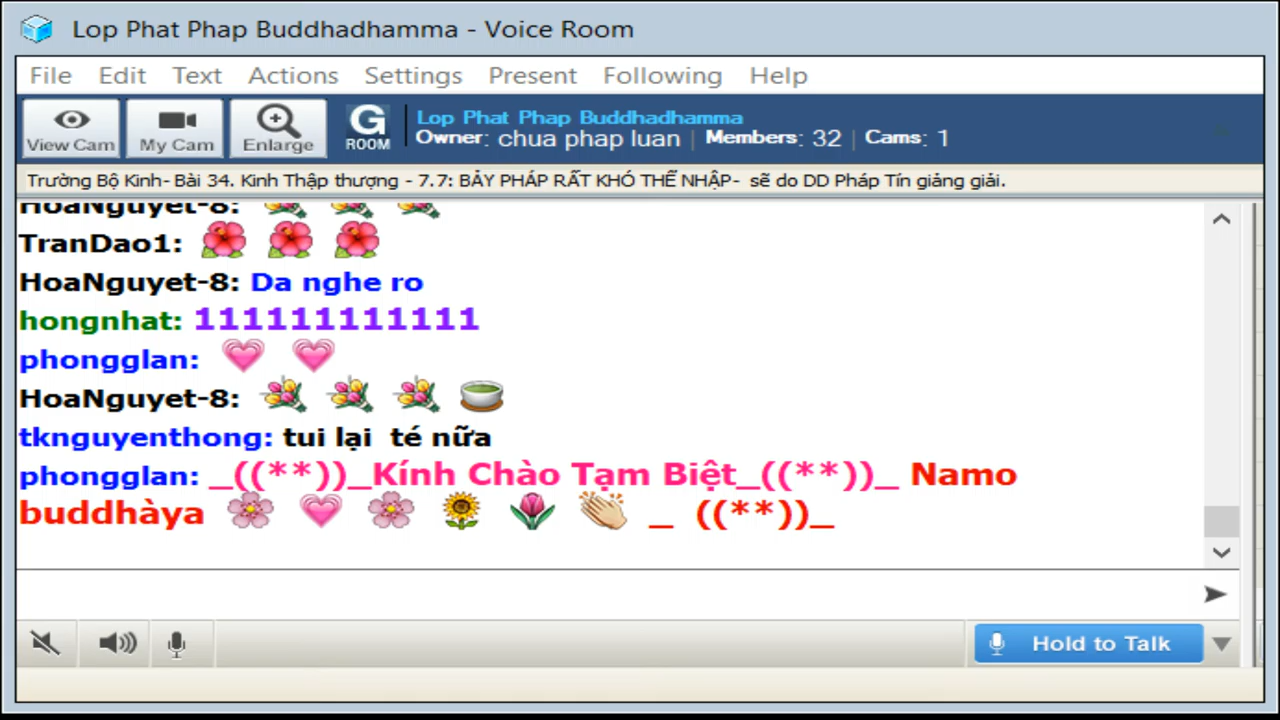 Lop Phat Phap Buddhadhamma - Voice Room
File Edit Text Actions Settings Present Following Help
View Cam My Cam Enlarge G ROOM
Lop Phat Phap Buddhadhamma
Owner: chua phap luan | Members: 32 | Cams: 1
Trường Bộ Kinh- Bài 34. Kinh Thập thượng - 7.7: BẢY PHÁP RẤT KHÓ THỂ NHẬP- sẽ do DD Pháp Tín giảng giải.
HoaNguyet-8:
TranDao1:
HoaNguyet-8: Da nghe ro
hongnhat: 111111111111
phongglan:
HoaNguyet-8:
tknguyenthong: tui lại té nữa
phongglan: _((**))_Kính Chào Tạm Biệt_((**))_ Namo
buddhàya _ ((**))_
Hold to Talk